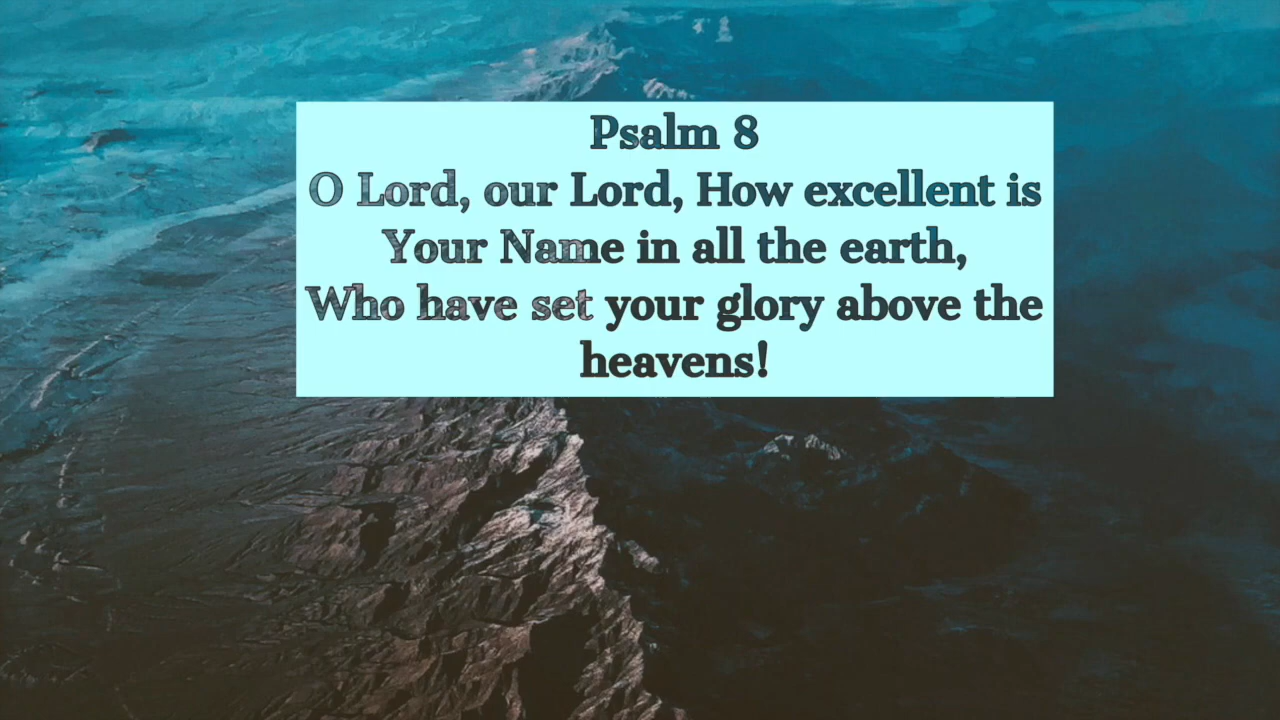 Psalm 8
O Lord, our Lord, How excellent is
Your Name in all the earth,
Who have set your glory above the
heavens!